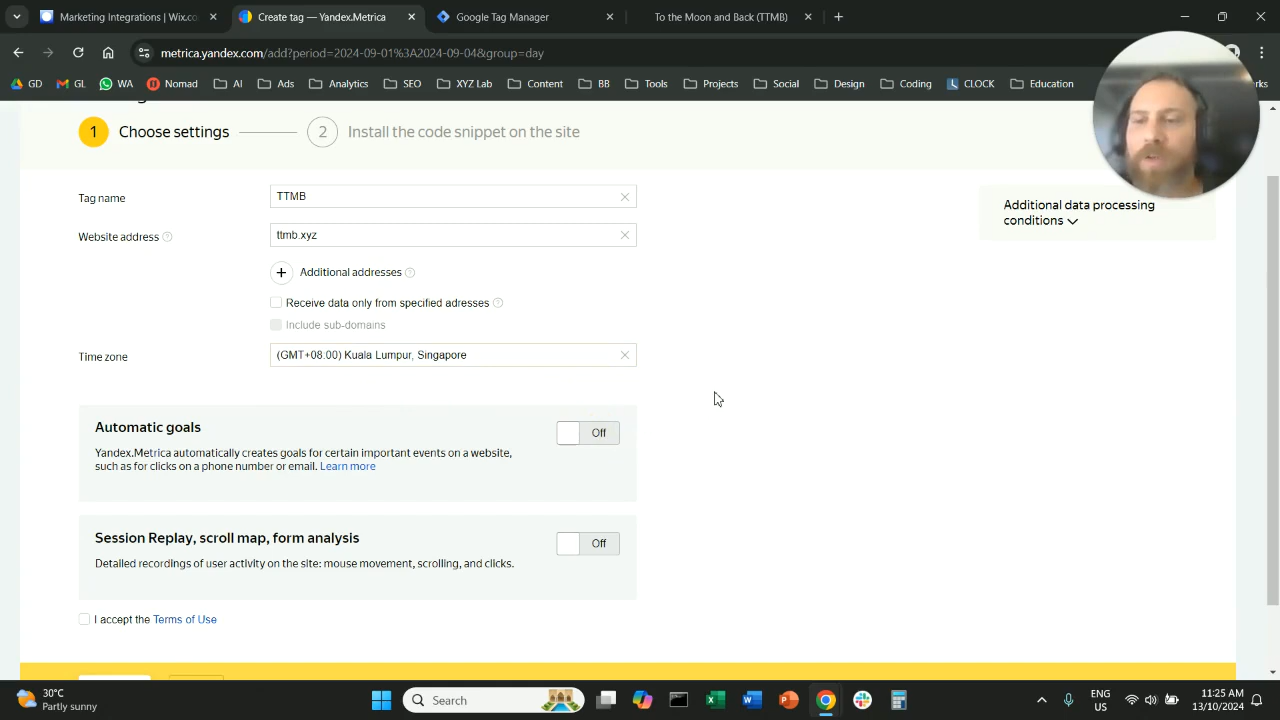 Marketing Integrations | Wix.co
Create tag — Yandex.Metrica
Google Tag Manager
To the Moon and Back (TTMB)
metrica.yandex.com/add?period=2024-09-01%3A2024-09-04&group=day
GD
GL
WA
Nomad
AI
Ads
Analytics
SEO
XYZ Lab
Content
BB
Tools
Projects
Social
Design
Coding
CLOCK
Education
1 Choose settings
2 Install the code snippet on the site
Tag name
TTMB
Website address
ttmb.xyz
Additional addresses
Receive data only from specified adresses
Include sub-domains
Time zone
(GMT+08:00) Kuala Lumpur, Singapore
Additional data processing
conditions
Automatic goals
Off
Yandex.Metrica automatically creates goals for certain important events on a website,
such as for clicks on a phone number or email. Learn more
Session Replay, scroll map, form analysis
Off
Detailed recordings of user activity on the site: mouse movement, scrolling, and clicks.
I accept the Terms of Use
30°C
Partly sunny
Search
ENG
US
11:25 AM
13/10/2024